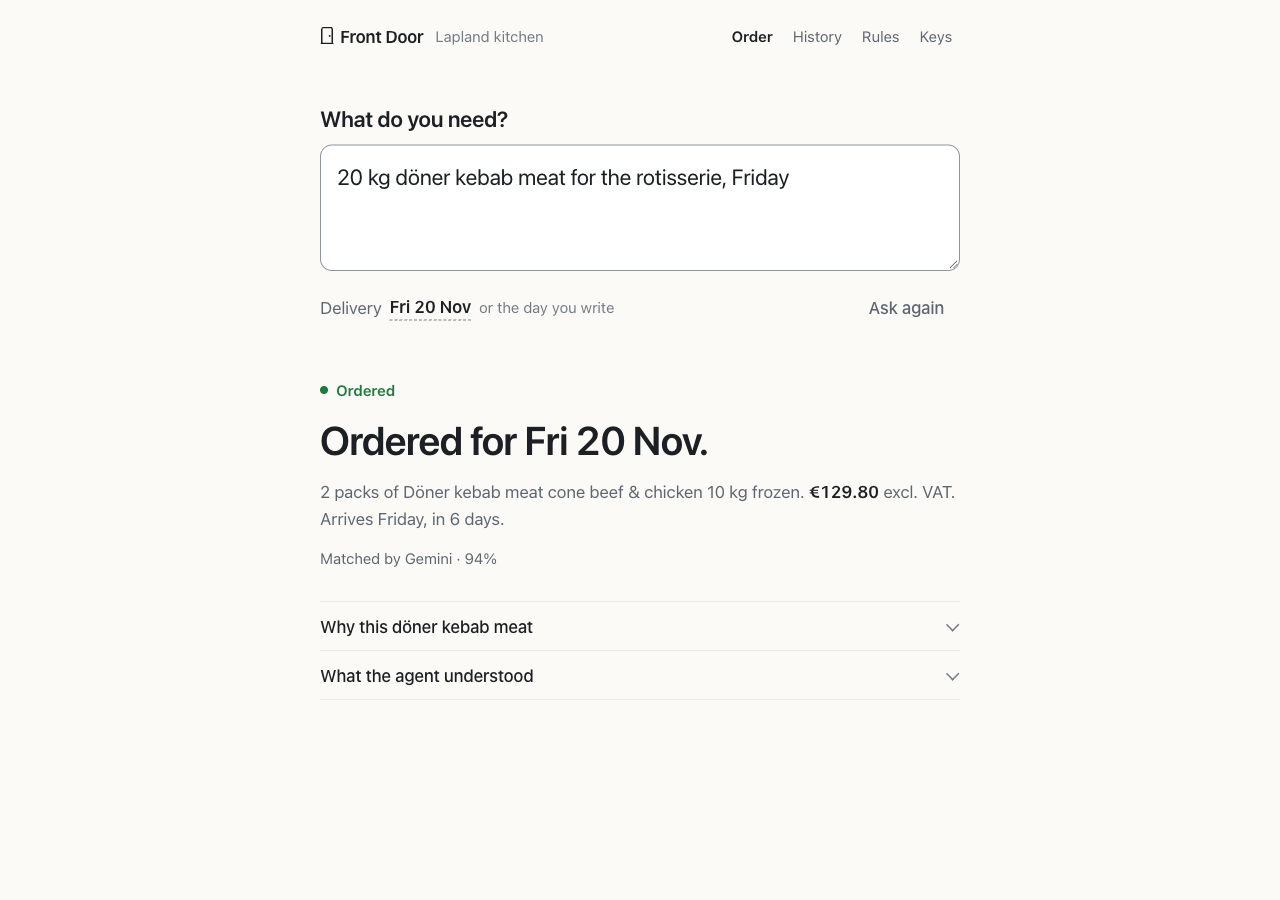 Front Door Lapland kitchen Order History Rules Keys
What do you need?
20 kg döner kebab meat for the rotisserie, Friday
Delivery Fri 20 Nov or the day you write Ask again
Ordered
Ordered for Fri 20 Nov.
2 packs of Döner kebab meat cone beef & chicken 10 kg frozen. €129.80 excl. VAT.
Arrives Friday, in 6 days.
Matched by Gemini · 94%
Why this döner kebab meat
What the agent understood